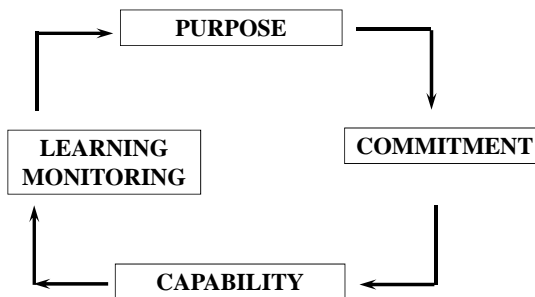 PURPOSE
COMMITMENT
LEARNING
MONITORING
CAPABILITY